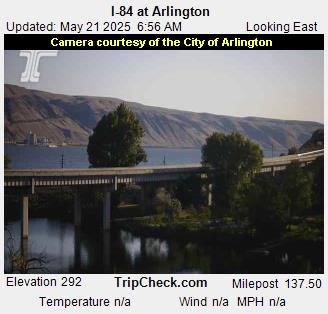 I-84 at Arlington
Updated: May 21 2025 6:56 AM Looking East
Camera courtesy of the City of Arlington
Elevation 292 TripCheck.com Milepost 137.50
Temperature n/a Wind n/a MPH n/a